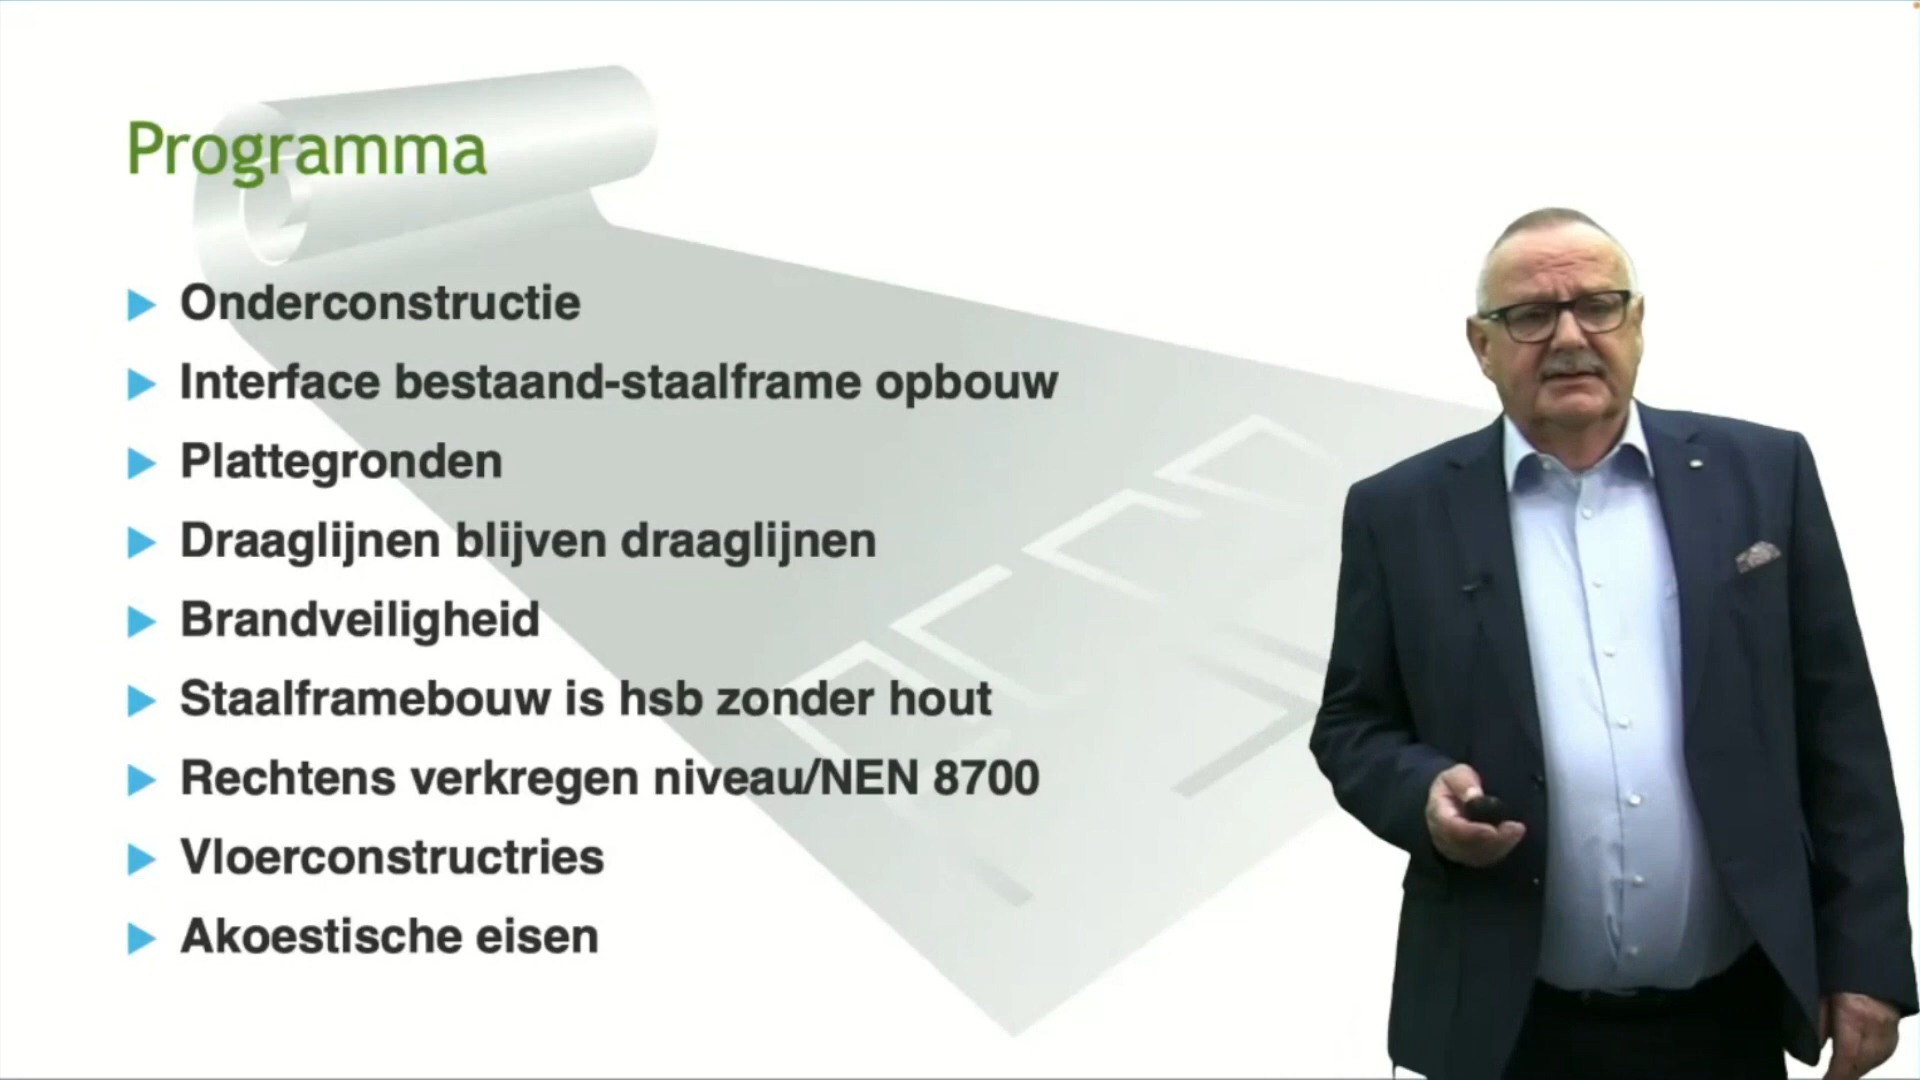 Programma
Onderconstructie
Interface bestaand-staalframe opbouw
Plattegronden
Draaglijnen blijven draaglijnen
Brandveiligheid
Staalframebouw is hsb zonder hout
Rechtens verkregen niveau/NEN 8700
Vloerconstructries
Akoestische eisen